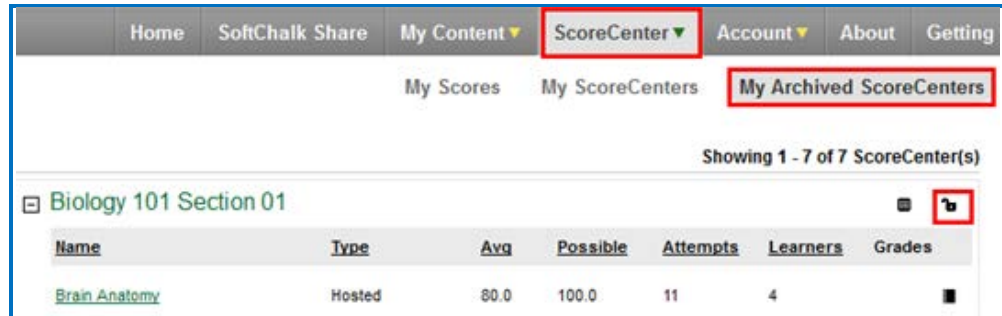 Home SoftChalk Share My Content ScoreCenter Account About Getting
My Scores My ScoreCenters My Archived ScoreCenters
Showing 1 - 7 of 7 ScoreCenter(s)
Biology 101 Section 01
Name Type Avg Possible Attempts Learners Grades
Brain Anatomy Hosted 80.0 100.0 11 4